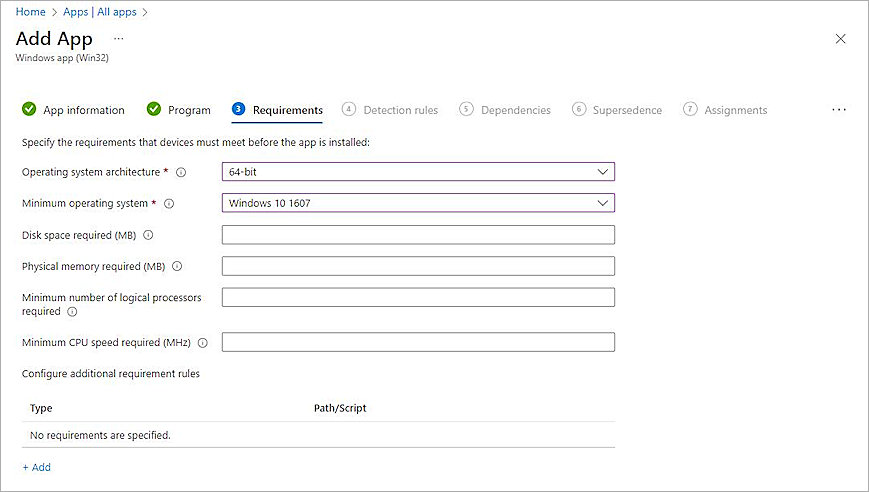 Home > Apps | All apps >
Add App ...
Windows app (Win32)
App information Program 3 Requirements 4 Detection rules 5 Dependencies 6 Supersedence 7 Assignments ...
Specify the requirements that devices must meet before the app is installed:
Operating system architecture * 64-bit
Minimum operating system * Windows 10 1607
Disk space required (MB)
Physical memory required (MB)
Minimum number of logical processors
required
Minimum CPU speed required (MHz)
Configure additional requirement rules
Type Path/Script
No requirements are specified.
+ Add